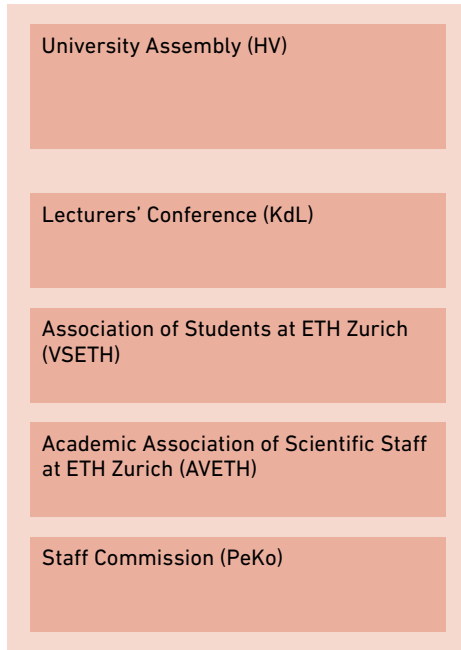 University Assembly (HV)
Lecturers’ Conference (KdL)
Association of Students at ETH Zurich
(VSETH)
Academic Association of Scientific Staff
at ETH Zurich (AVETH)
Staff Commission (PeKo)